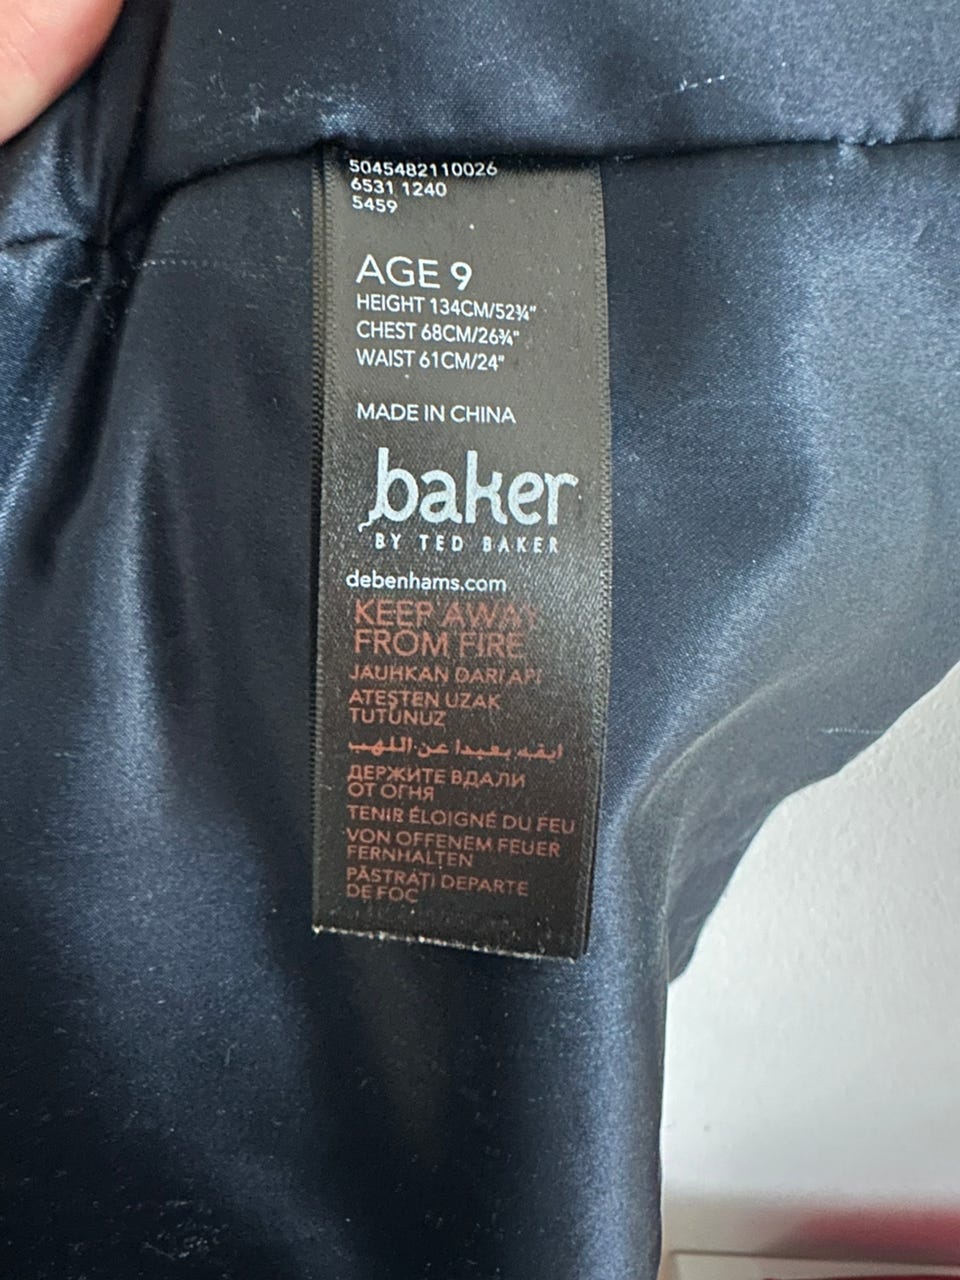 5045482110026
6531 1240
5459
AGE 9
HEIGHT 134CM/52¾"
CHEST 68CM/26¾"
WAIST 61CM/24"
MADE IN CHINA
baker
BY TED BAKER
debenhams.com
KEEP AWAY
FROM FIRE
JAUHKAN DARI API
ATEŞTEN UZAK
TUTUNUZ
ابقيه بعيدا عن اللهب
ДЕРЖИТЕ ВДАЛИ
ОТ ОГНЯ
TENIR ÉLOIGNÉ DU FEU
VON OFFENEM FEUER
FERNHALTEN
PĂSTRAȚI DEPARTE
DE FOC